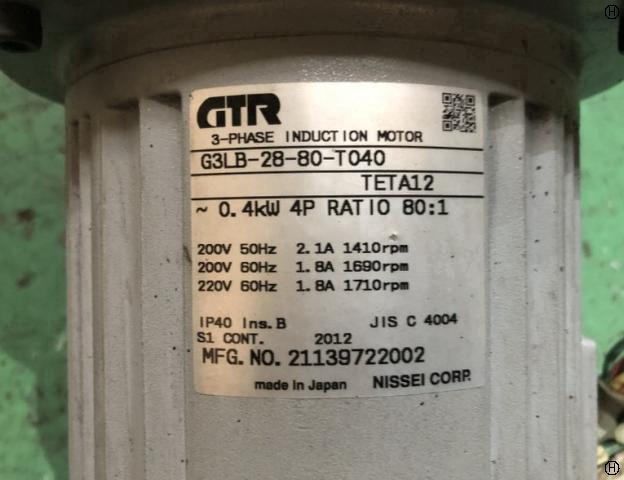 GTR
3-PHASE INDUCTION MOTOR
G3LB-28-80-T040
TETA12
~ 0.4kW 4P RATIO 80:1
200V 50Hz 2.1A 1410rpm
200V 60Hz 1.8A 1690rpm
220V 60Hz 1.8A 1710rpm
IP40 Ins.B JIS C 4004
S1 CONT. 2012
MFG.NO. 21139722002
made in Japan NISSEI CORP.
H
H